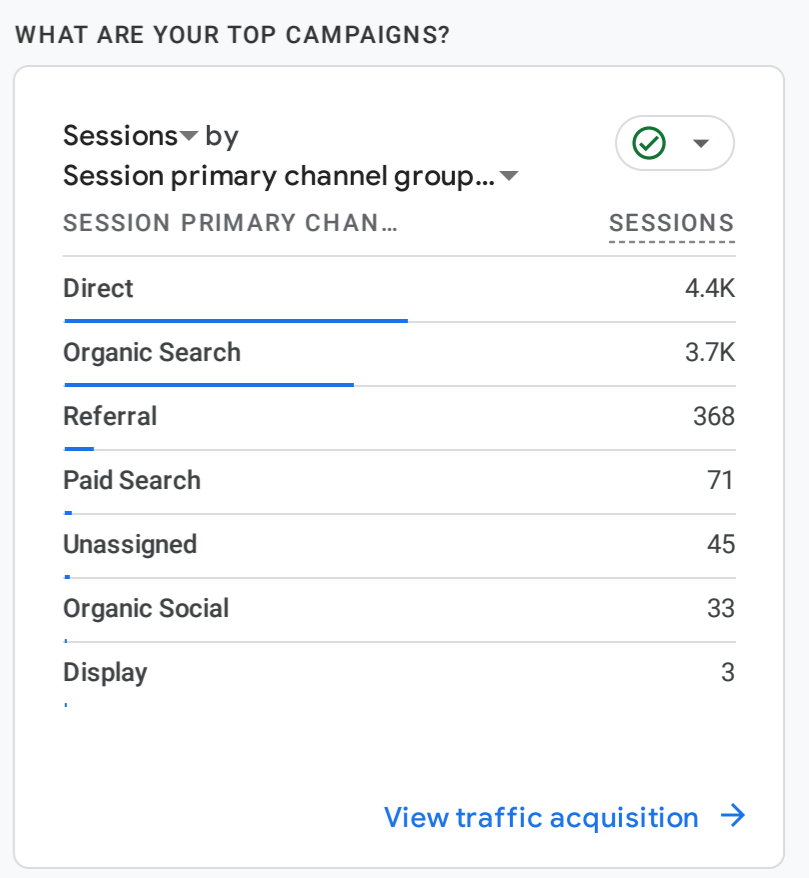 WHAT ARE YOUR TOP CAMPAIGNS?
Sessions by
Session primary channel group...
SESSION PRIMARY CHAN... SESSIONS
Direct 4.4K
Organic Search 3.7K
Referral 368
Paid Search 71
Unassigned 45
Organic Social 33
Display 3
View traffic acquisition